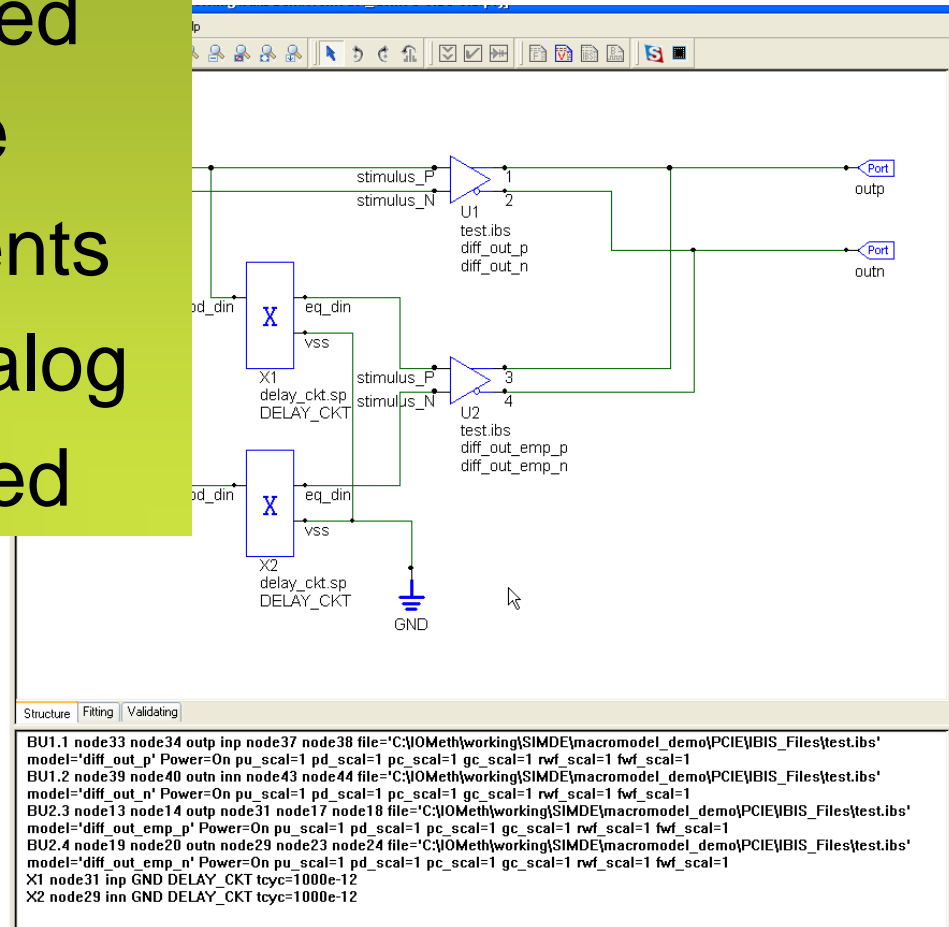 ed
e
ents
alog
ed
stimulus_P
stimulus_N
1
2
U1
test.ibs
diff_out_p
diff_out_n
Port
outp
Port
outn
X
eq_din
vss
X1
delay_ckt.sp
DELAY_CKT
stimulus_P
stimulus_N
3
4
U2
test.ibs
diff_out_emp_p
diff_out_emp_n
X
eq_din
vss
X2
delay_ckt.sp
DELAY_CKT
GND
Structure Fitting Validating
BU1.1 node33 node34 outp inp node37 node38 file='C:\IOMeth\working\SIMDE\macromodel_demo\PCIE\IBIS_Files\test.ibs'
model='diff_out_p' Power=On pu_scal=1 pd_scal=1 pc_scal=1 gc_scal=1 rwf_scal=1 fwf_scal=1
BU1.2 node39 node40 outn inn node43 node44 file='C:\IOMeth\working\SIMDE\macromodel_demo\PCIE\IBIS_Files\test.ibs'
model='diff_out_n' Power=On pu_scal=1 pd_scal=1 pc_scal=1 gc_scal=1 rwf_scal=1 fwf_scal=1
BU2.3 node13 node14 outp node31 node17 node18 file='C:\IOMeth\working\SIMDE\macromodel_demo\PCIE\IBIS_Files\test.ibs'
model='diff_out_emp_p' Power=On pu_scal=1 pd_scal=1 pc_scal=1 gc_scal=1 rwf_scal=1 fwf_scal=1
BU2.4 node19 node20 outn node29 node23 node24 file='C:\IOMeth\working\SIMDE\macromodel_demo\PCIE\IBIS_Files\test.ibs'
model='diff_out_emp_n' Power=On pu_scal=1 pd_scal=1 pc_scal=1 gc_scal=1 rwf_scal=1 fwf_scal=1
X1 node31 inp GND DELAY_CKT tcyc=1000e-12
X2 node29 inn GND DELAY_CKT tcyc=1000e-12